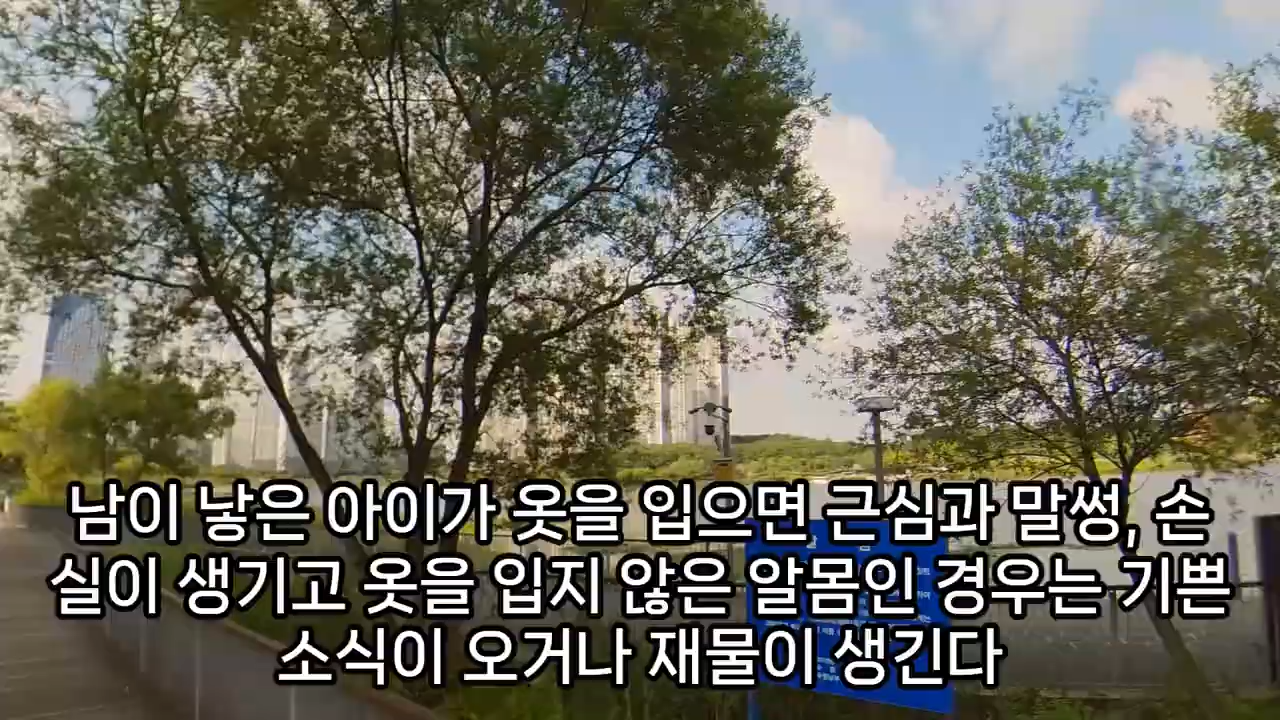 남이 낳은 아이가 옷을 입으면 근심과 말썽, 손
실이 생기고 옷을 입지 않은 알몸인 경우는 기쁜
소식이 오거나 재물이 생긴다